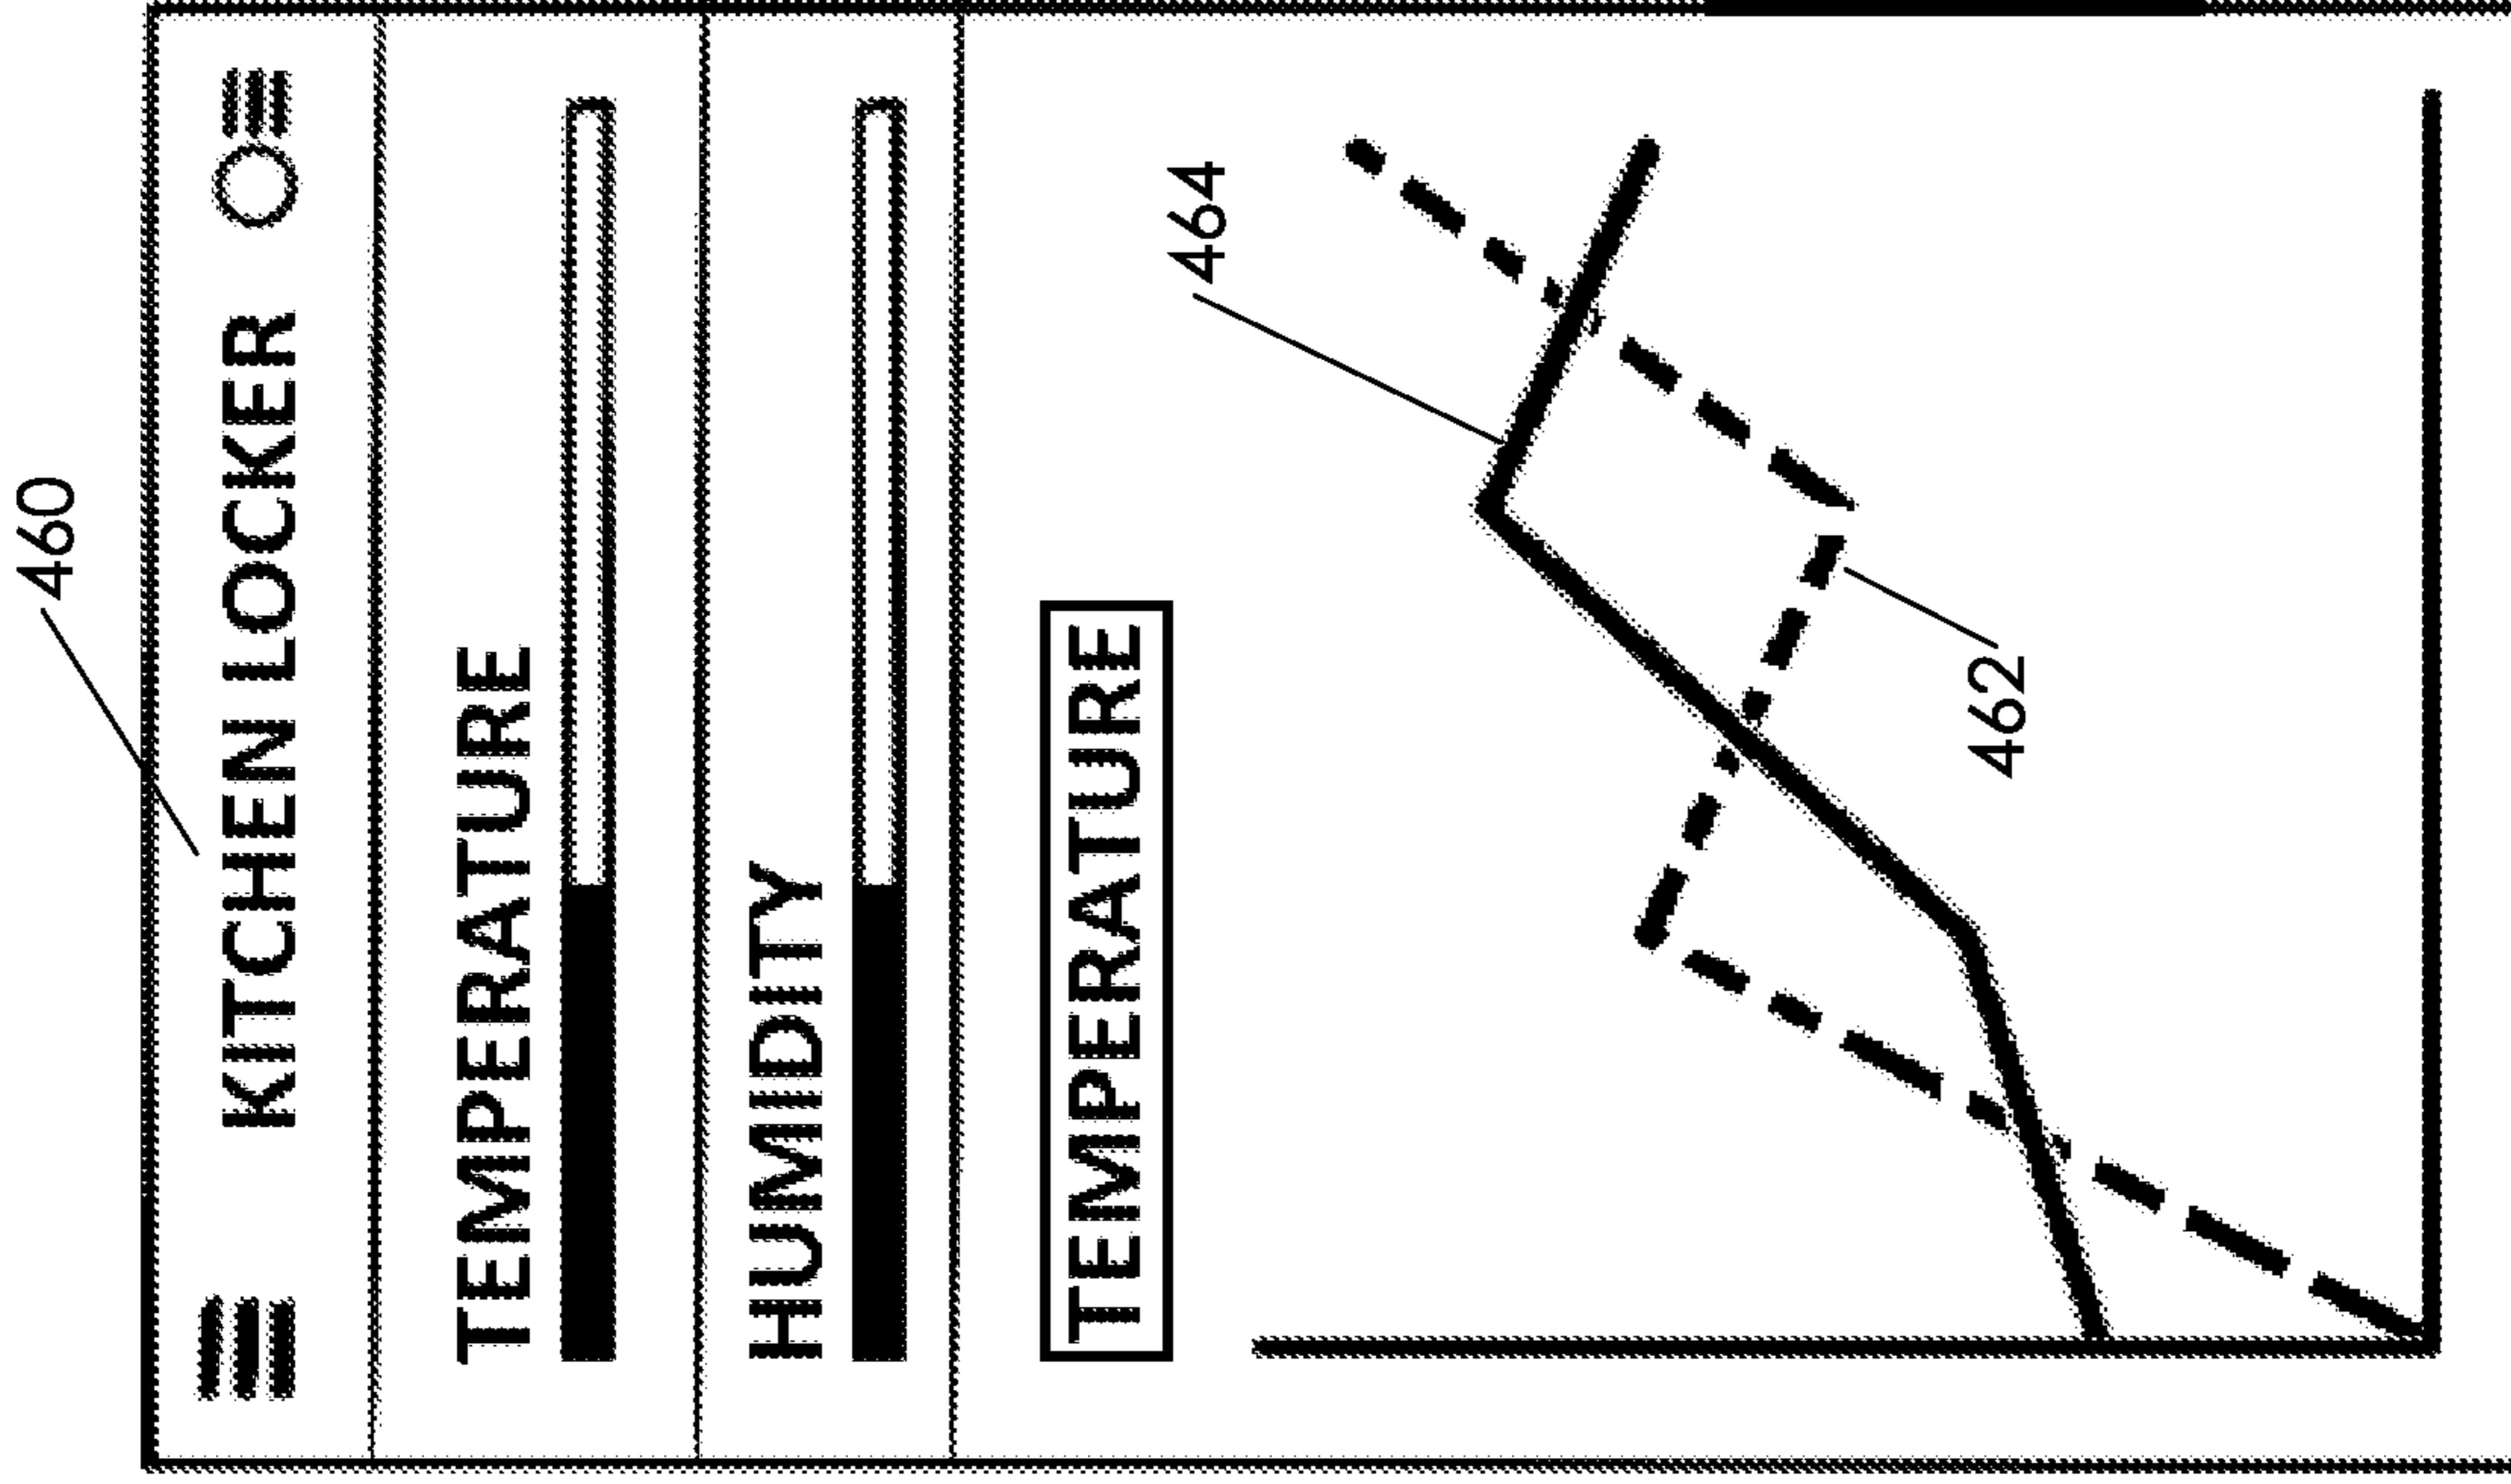 460
KITCHEN LOCKER
TEMPERATURE
HUMIDITY
TEMPERATURE
464
462